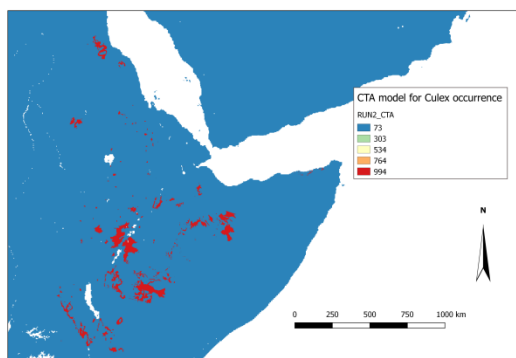 CTA model for Culex occurrence
RUN2_CTA
73
303
534
764
994
N
0 250 500 750 1000 km